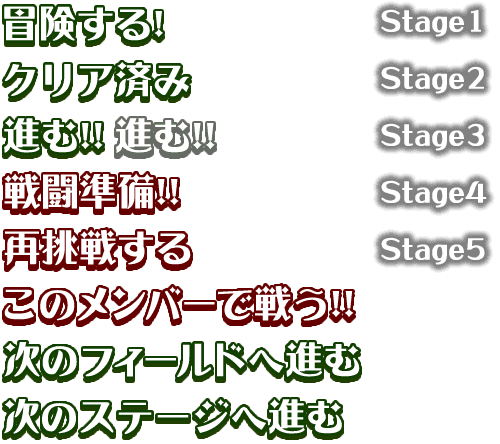 冒険する! Stage1
クリア済み Stage2
進む!! 進む!! Stage3
戦闘準備!! Stage4
再挑戦する Stage5
このメンバーで戦う!!
次のフィールドへ進む
次のステージへ進む